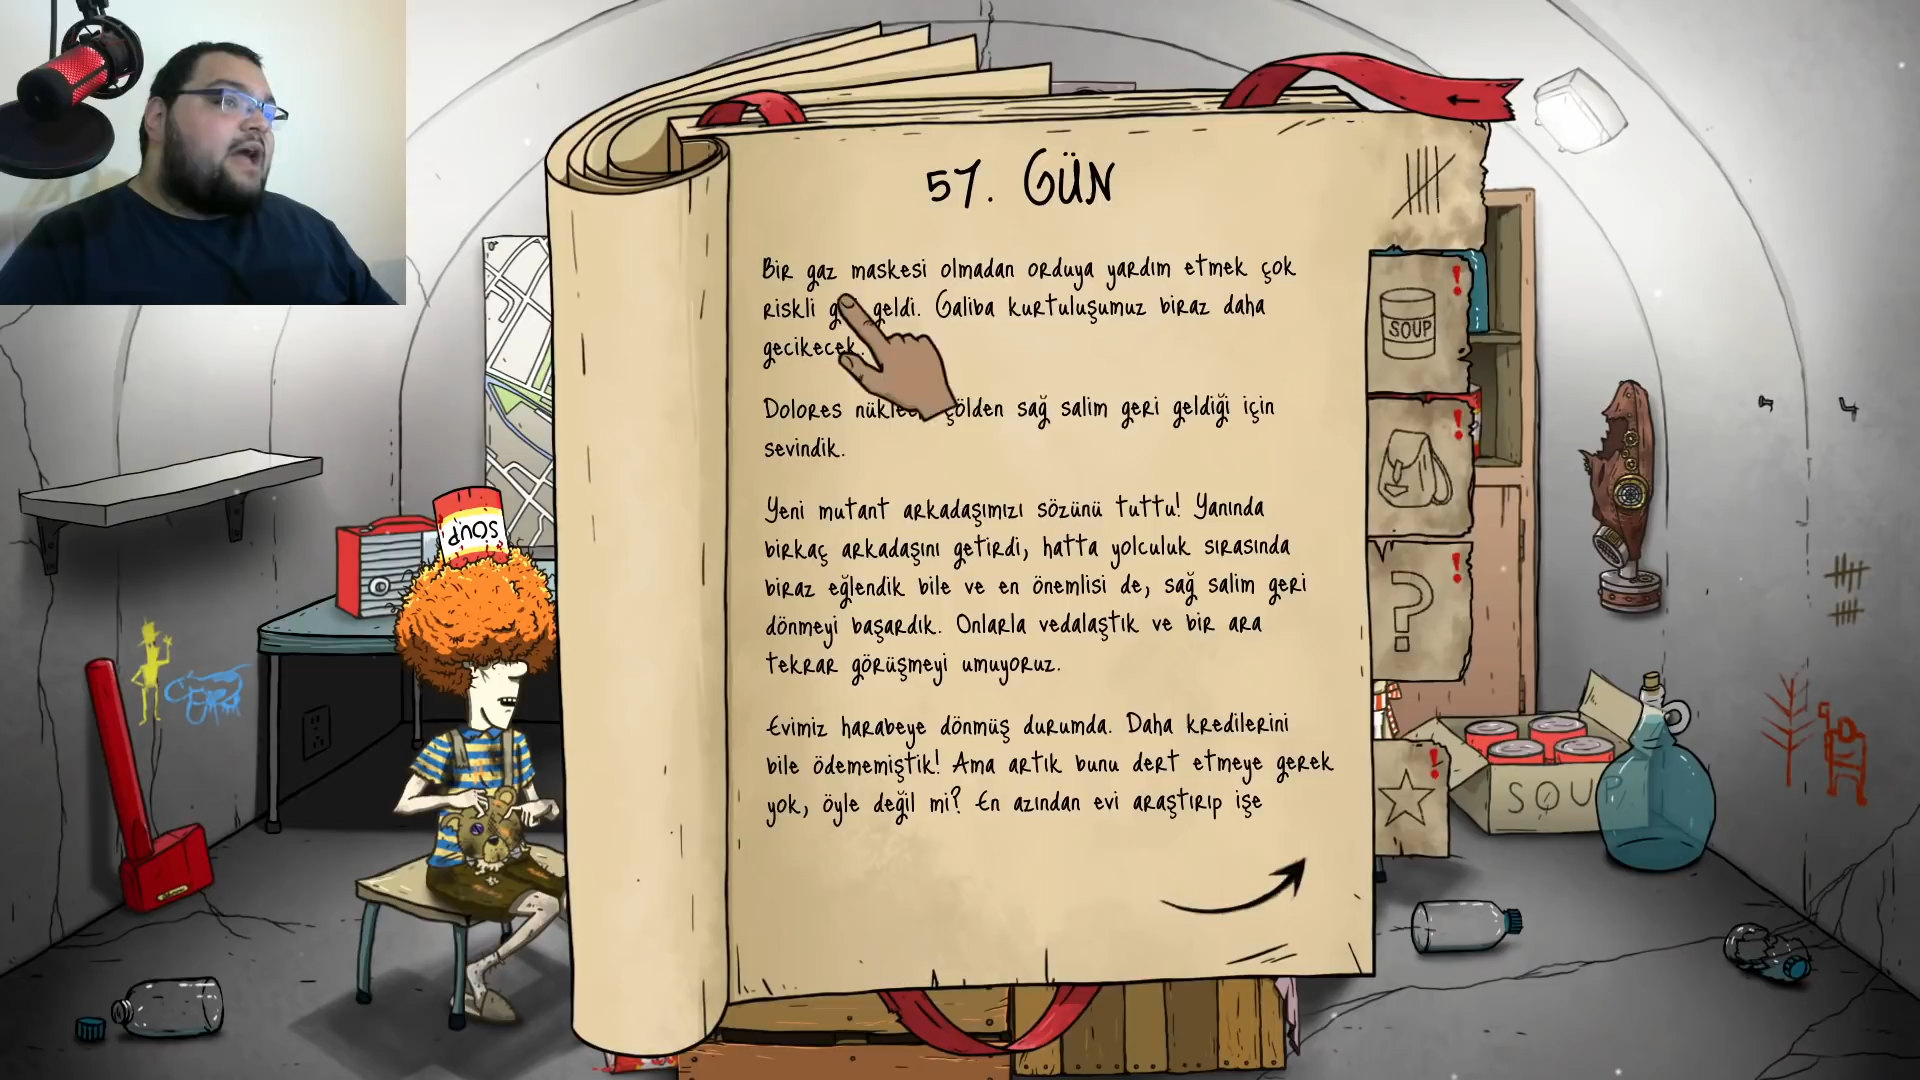 57. GÜN
Bir gaz maskesi olmadan orduya yardım etmek çok
riskli geldi. Galiba kurtuluşumuz biraz daha
gecikecek.
Dolores çölden sağ salim geri geldiği için
sevindik.
Yeni mutant arkadaşımızı sözünü tuttu! Yanında
birkaç arkadaşını getirdi, hatta yolculuk sırasında
biraz eğlendik bile ve en önemlisi de, sağ salim geri
dönmeyi başardık. Onlarla vedalaştık ve bir ara
tekrar görüşmeyi umuyoruz.
Evimiz harabeye dönmüş durumda. Daha kredilerini
bile ödememiştik! Ama artık bunu dert etmeye gerek
yok, öyle değil mi? En azından evi araştırıp işe
SOUP
!
!
?
!
!
SOUP
SOUP